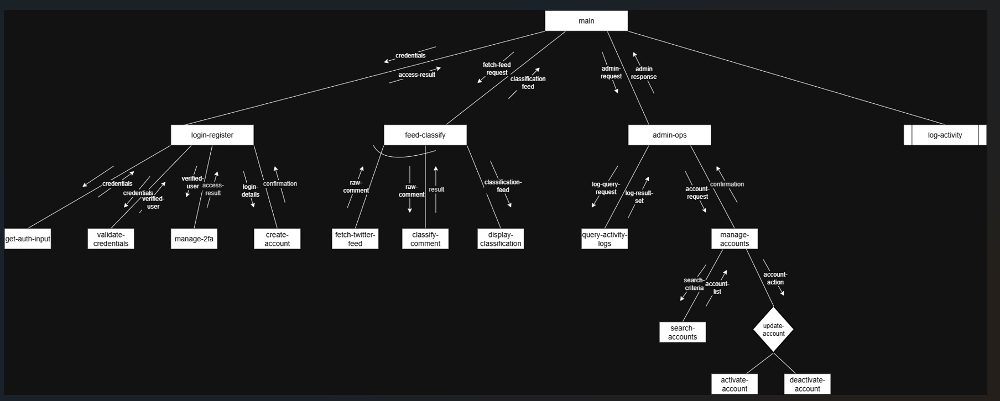 main
credentials
access-result
fetch-feed
request
classification
feed
admin-
request
admin
response
login-register
feed-classify
admin-ops
log-activity
credentials
credentials
verified-
user
verified-
user
access-
result
login-
details
confirmation
raw-
comment
raw-
comment
result
classification-
feed
log-query-
request
log-result-
set
account-
request
confirmation
get-auth-input
validate-
credentials
manage-2fa
create-
account
fetch-twitter-
feed
classify-
comment
display-
classification
query-activity-
logs
manage-
accounts
search-
criteria
account-
list
account-
action
search-
accounts
update-
account
activate-
account
deactivate-
account